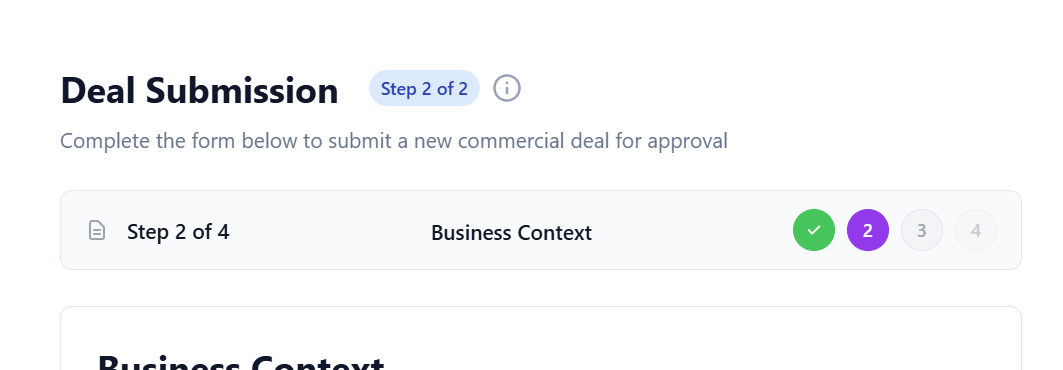 Deal Submission Step 2 of 2
Complete the form below to submit a new commercial deal for approval
Step 2 of 4 Business Context 2 3 4
Business Context